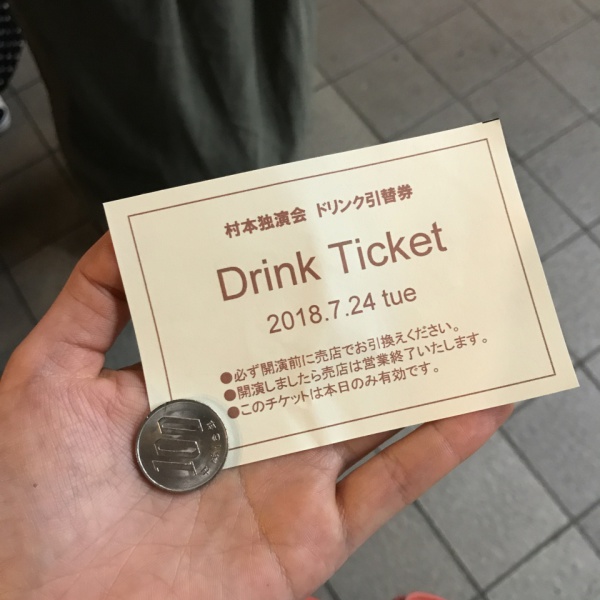 村本独演会 ドリンク引替券
Drink Ticket
2018.7.24 tue
●必ず開演前に売店でお引換えください。
●開演しましたら売店は営業終了いたします。
●このチケットは本日のみ有効です。
100